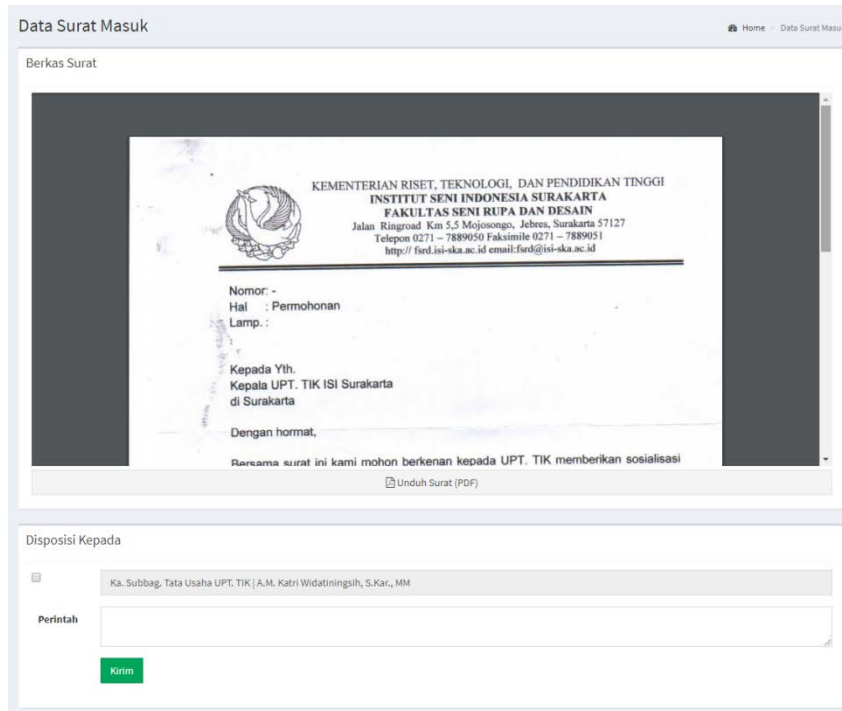 Data Surat Masuk
Home > Data Surat Masuk
Berkas Surat
KEMENTERIAN RISET, TEKNOLOGI, DAN PENDIDIKAN TINGGI
INSTITUT SENI INDONESIA SURAKARTA
FAKULTAS SENI RUPA DAN DESAIN
Jalan Ringroad Km 5,5 Mojosongo, Jebres, Surakarta 57127
Telepon 0271 – 7889050 Faksimile 0271 – 7889051
http:// fsrd.isi-ska.ac.id email:fsrd@isi-ska.ac.id
Nomor: -
Hal : Permohonan
Lamp. :
Kepada Yth.
Kepala UPT. TIK ISI Surakarta
di Surakarta
Dengan hormat,
Bersama surat ini kami mohon berkenan kepada UPT. TIK memberikan sosialisasi
Unduh Surat (PDF)
Disposisi Kepada
Ka. Subbag. Tata Usaha UPT. TIK | A.M. Katri Widatiningsih, S.Kar., MM
Perintah
Kirim